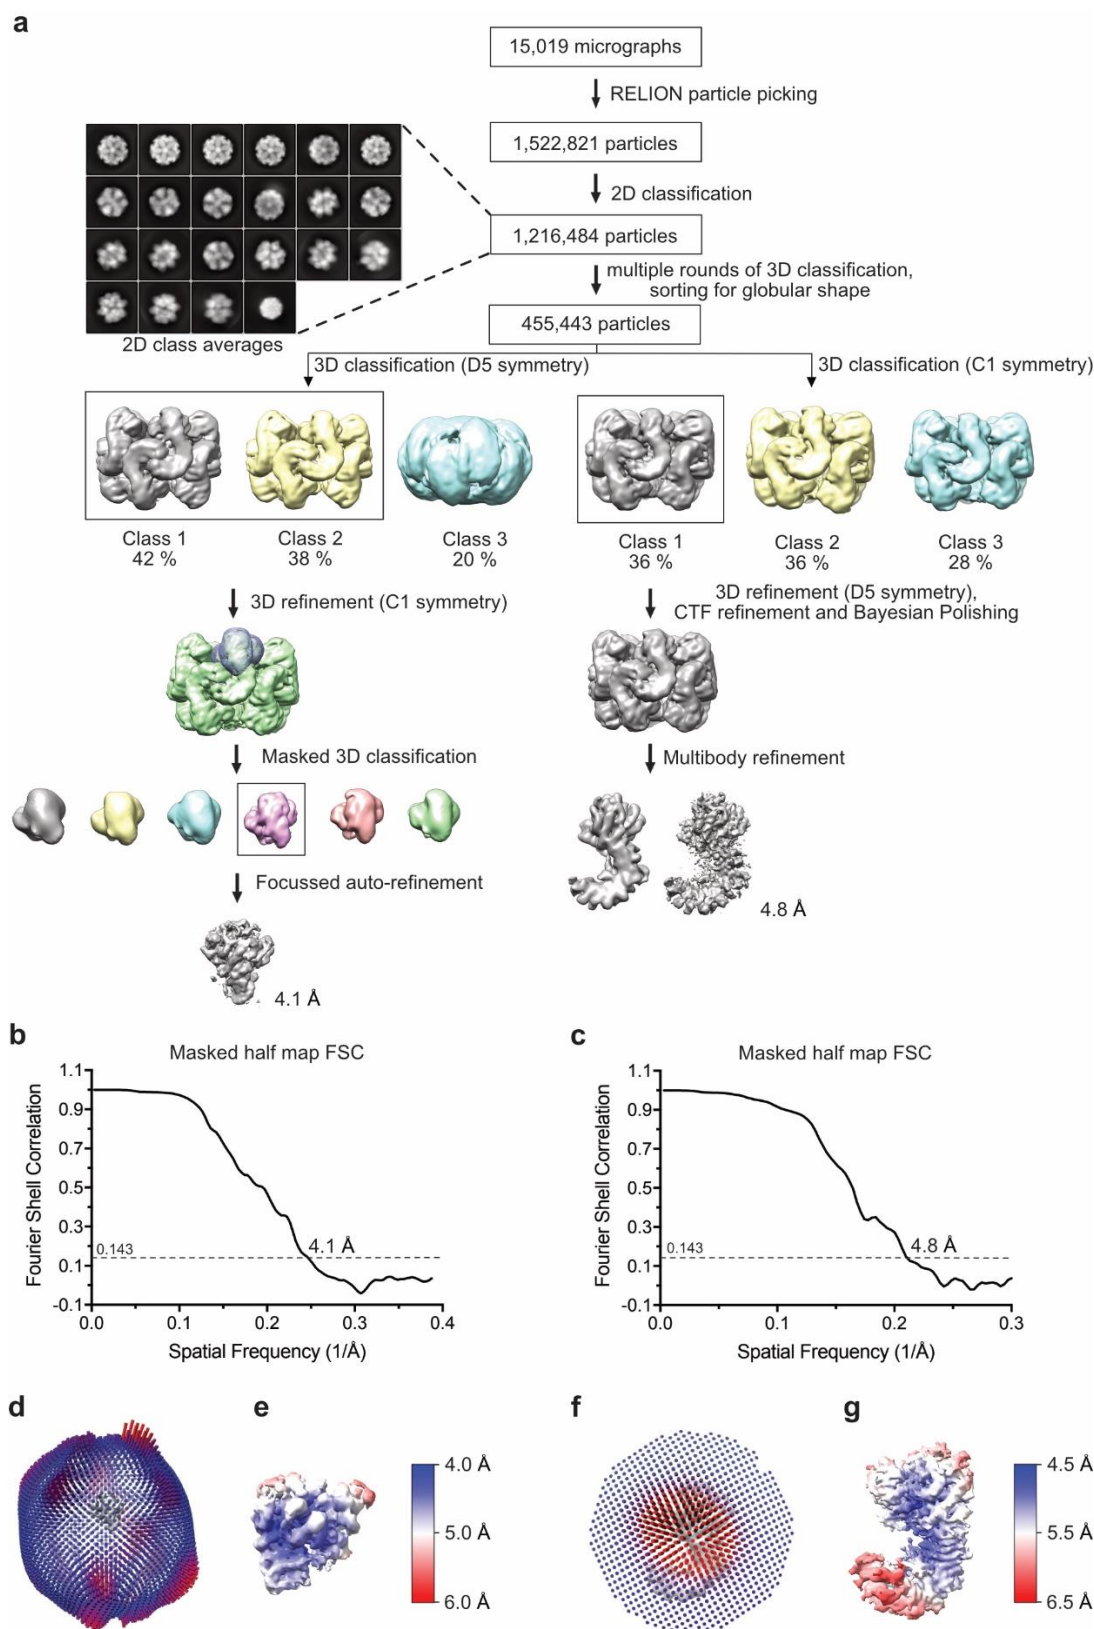 a
15,019 micrographs
RELION particle picking
1,522,821 particles
2D classification
1,216,484 particles
multiple rounds of 3D classification,
sorting for globular shape
455,443 particles
2D class averages
3D classification (D5 symmetry)
3D classification (C1 symmetry)
Class 1
42 %
Class 2
38 %
Class 3
20 %
Class 1
36 %
Class 2
36 %
Class 3
28 %
3D refinement (C1 symmetry)
3D refinement (D5 symmetry),
CTF refinement and Bayesian Polishing
Masked 3D classification
Multibody refinement
Focussed auto-refinement
4.8 Å
4.1 Å
b
Masked half map FSC
Fourier Shell Correlation
1.1
0.9
0.7
0.5
0.3
0.1
-0.1
0.143
4.1 Å
0.0
0.1
0.2
0.3
0.4
Spatial Frequency (1/Å)
c
Masked half map FSC
Fourier Shell Correlation
1.1
0.9
0.7
0.5
0.3
0.1
-0.1
0.143
4.8 Å
0.0
0.1
0.2
0.3
Spatial Frequency (1/Å)
d
e
4.0 Å
5.0 Å
6.0 Å
f
g
4.5 Å
5.5 Å
6.5 Å